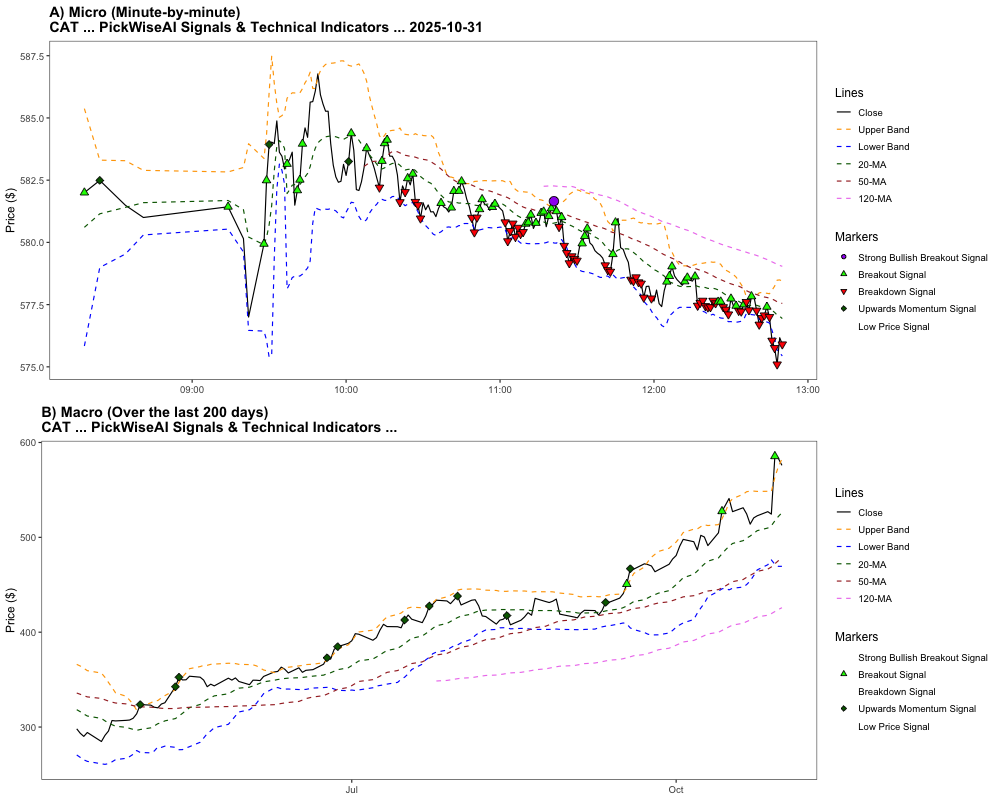 A) Micro (Minute-by-minute)
CAT ... PickWiseAI Signals & Technical Indicators ... 2025-10-31
Price ($)
587.5
585.0
582.5
580.0
577.5
575.0
09:00
10:00
11:00
12:00
13:00
Lines
Close
Upper Band
Lower Band
20-MA
50-MA
120-MA
Markers
Strong Bullish Breakout Signal
Breakout Signal
Breakdown Signal
Upwards Momentum Signal
Low Price Signal
B) Macro (Over the last 200 days)
CAT ... PickWiseAI Signals & Technical Indicators ...
Price ($)
600
500
400
300
Jul
Oct
Lines
Close
Upper Band
Lower Band
20-MA
50-MA
120-MA
Markers
Strong Bullish Breakout Signal
Breakout Signal
Breakdown Signal
Upwards Momentum Signal
Low Price Signal